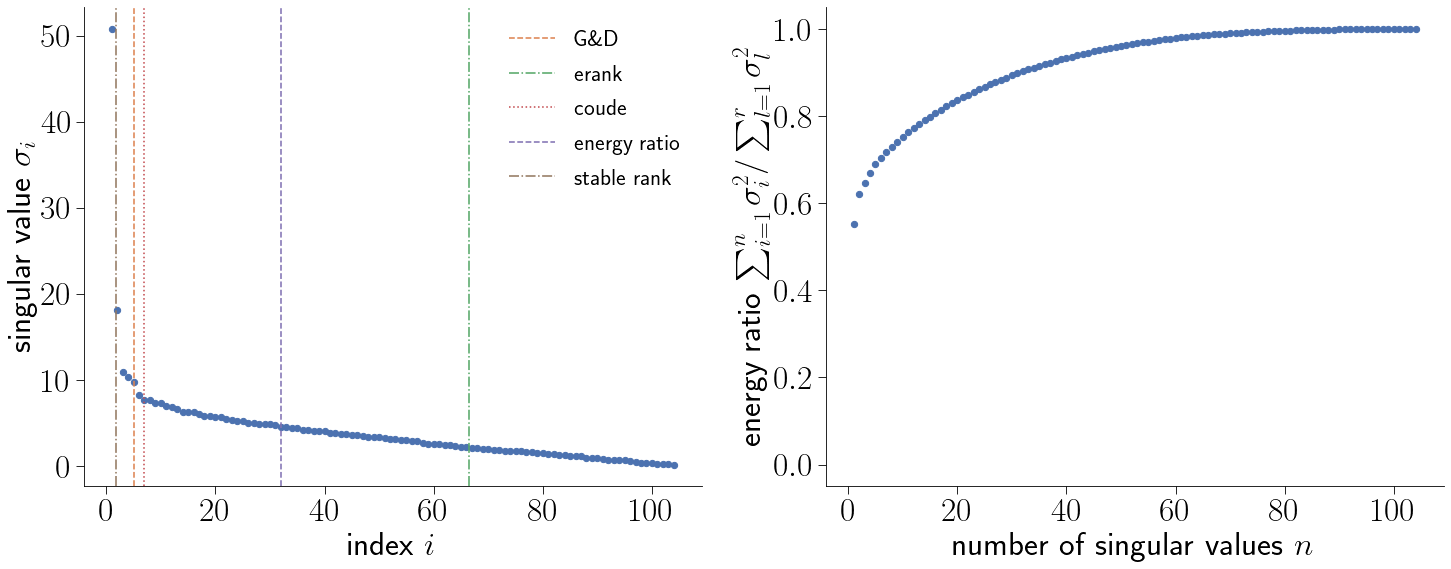 50
40
30
20
10
0
singular value σ_i
0 20 40 60 80 100
index i
G&D
erank
coude
energy ratio
stable rank
1.0
0.8
0.6
0.4
0.2
0.0
energy ratio ∑_{i=1}^{n} σ_i^2 / ∑_{l=1}^{r} σ_l^2
0 20 40 60 80 100
number of singular values n